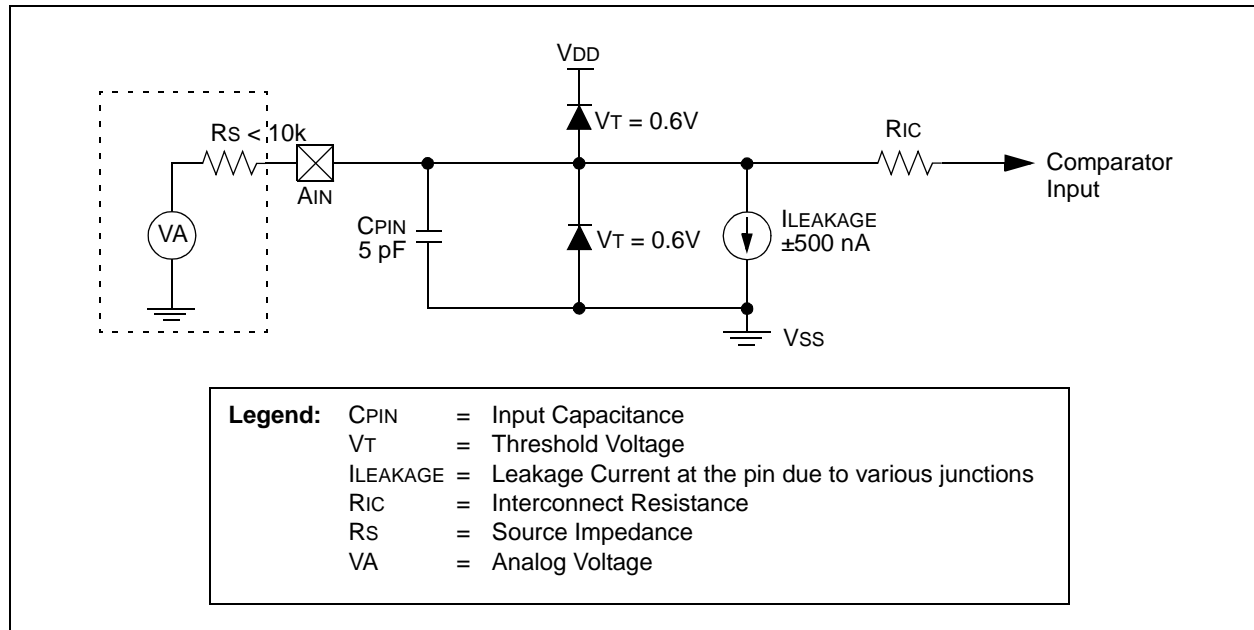 VDD
VT = 0.6V
RS < 10k
RIC
AIN
Comparator
Input
VA
CPIN
5 pF
VT = 0.6V
ILEAKAGE
±500 nA
VSS
Legend: CPIN = Input Capacitance
VT = Threshold Voltage
ILEAKAGE = Leakage Current at the pin due to various junctions
RIC = Interconnect Resistance
RS = Source Impedance
VA = Analog Voltage